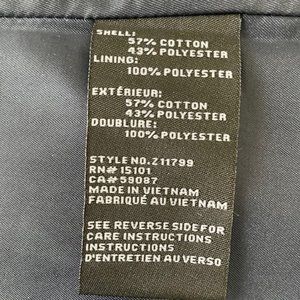 SHELL:
57% COTTON
43% POLYESTER
LINING:
100% POLYESTER
EXTÉRIEUR:
57% COTTON
43% POLYESTER
DOUBLURE:
100% POLYESTER
STYLE NO.Z11799
RN# 15101
CA# 59087
MADE IN VIETNAM
FABRIQUÉ AU VIETNAM
SEE REVERSE SIDE FOR
CARE INSTRUCTIONS
INSTRUCTIONS
D'ENTRETIEN AU VERSO